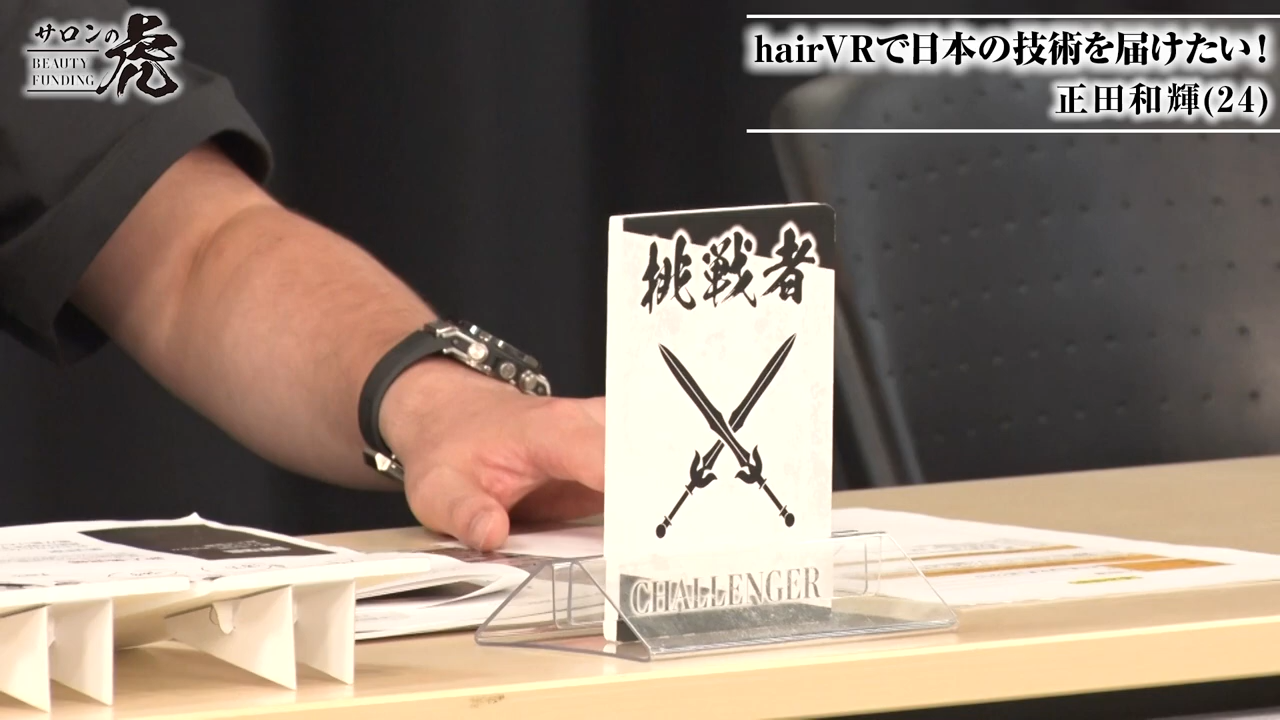 サロンの虎
BEAUTY
FUNDING
hairVRで日本の技術を届けたい！
正田和輝(24)
挑戦者
CHALLENGER